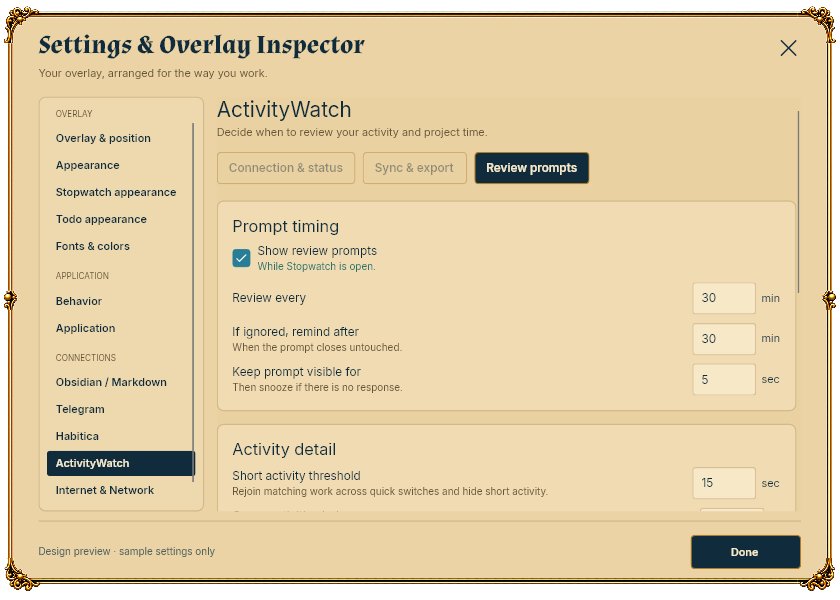 Settings & Overlay Inspector
Your overlay, arranged for the way you work.
OVERLAY
Overlay & position
Appearance
Stopwatch appearance
Todo appearance
Fonts & colors
APPLICATION
Behavior
Application
CONNECTIONS
Obsidian / Markdown
Telegram
Habitica
ActivityWatch
Internet & Network
ActivityWatch
Decide when to review your activity and project time.
Connection & status
Sync & export
Review prompts
Prompt timing
Show review prompts
While Stopwatch is open.
Review every
30 min
If ignored, remind after
When the prompt closes untouched.
30 min
Keep prompt visible for
Then snooze if there is no response.
5 sec
Activity detail
Short activity threshold
Rejoin matching work across quick switches and hide short activity.
15 sec
Design preview · sample settings only
Done